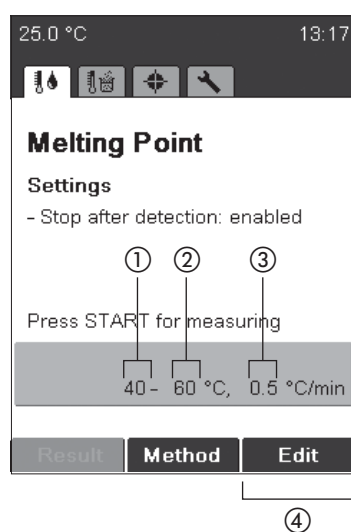 25.0 °C 13:17
Melting Point
Settings
- Stop after detection: enabled
① ② ③
Press START for measuring
40 - 60 °C, 0.5 °C/min
Result Method Edit
④